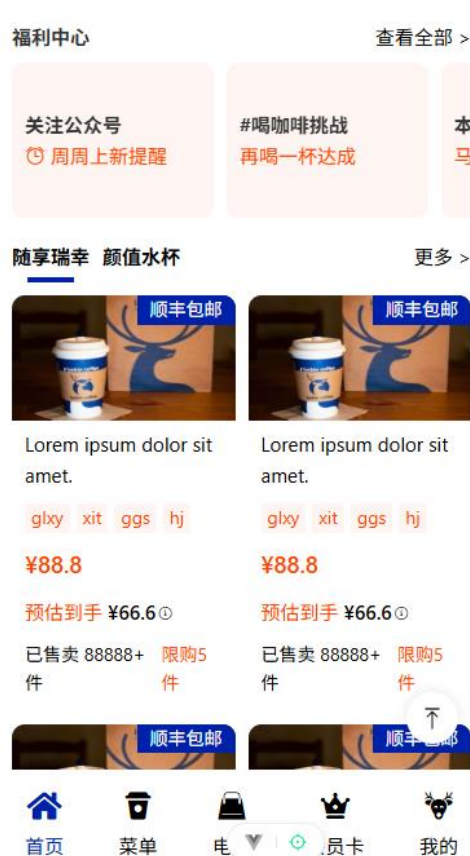 福利中心 查看全部 >
关注公众号 #喝咖啡挑战 本
周周上新提醒 再喝一杯达成 马
随享瑞幸 颜值水杯 更多 >
顺丰包邮 顺丰包邮
Lorem ipsum dolor sit
amet.
glxy xit ggs hj
¥88.8
预估到手 ¥66.6
已售卖 88888+
件
限购5
件
Lorem ipsum dolor sit
amet.
glxy xit ggs hj
¥88.8
预估到手 ¥66.6
已售卖 88888+
件
限购5
件
顺丰包邮 顺丰 邮
首页 菜单 电 员卡 我的